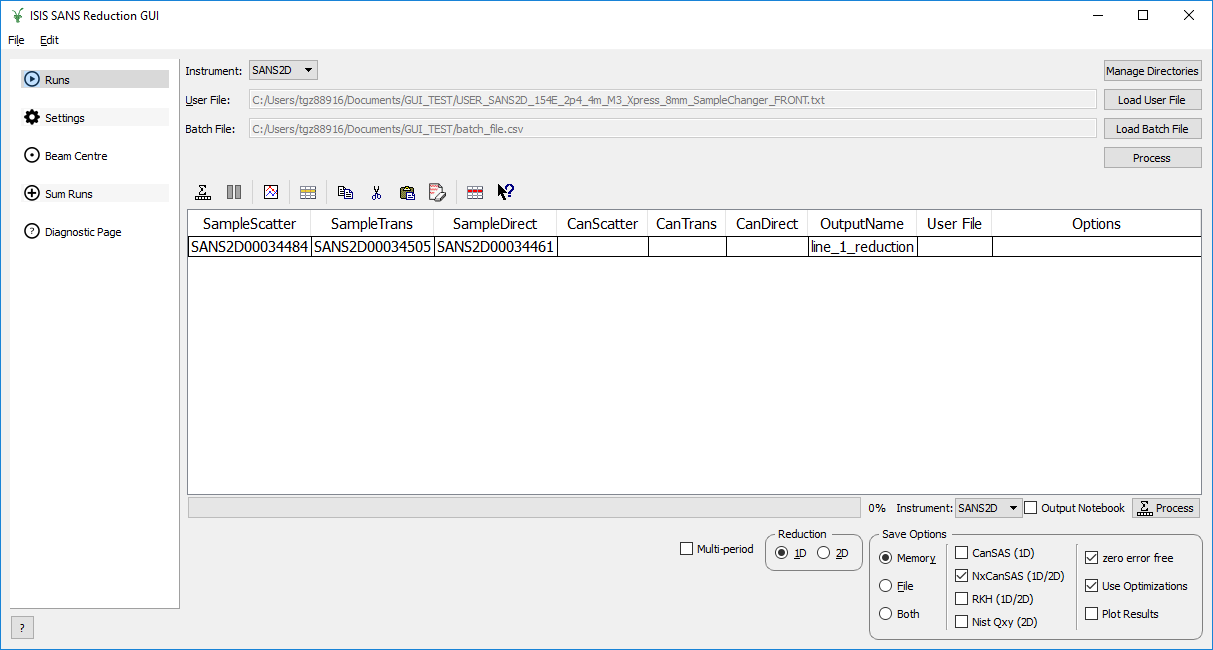 ISIS SANS Reduction GUI
File Edit
Runs
Settings
Beam Centre
Sum Runs
Diagnostic Page
?
Instrument: SANS2D Manage Directories
User File: C:/Users/tgz88916/Documents/GUI_TEST/USER_SANS2D_154E_2p4_4m_M3_Xpress_8mm_SampleChanger_FRONT.txt Load User File
Batch File: C:/Users/tgz88916/Documents/GUI_TEST/batch_file.csv Load Batch File
Process
SampleScatter SampleTrans SampleDirect CanScatter CanTrans CanDirect OutputName User File Options
SANS2D00034484 SANS2D00034505 SANS2D00034461 line_1_reduction
0% Instrument: SANS2D Output Notebook Process
Multi-period
Reduction
1D 2D
Save Options
Memory
File
Both
CanSAS (1D)
NxCanSAS (1D/2D)
RKH (1D/2D)
Nist Qxy (2D)
zero error free
Use Optimizations
Plot Results